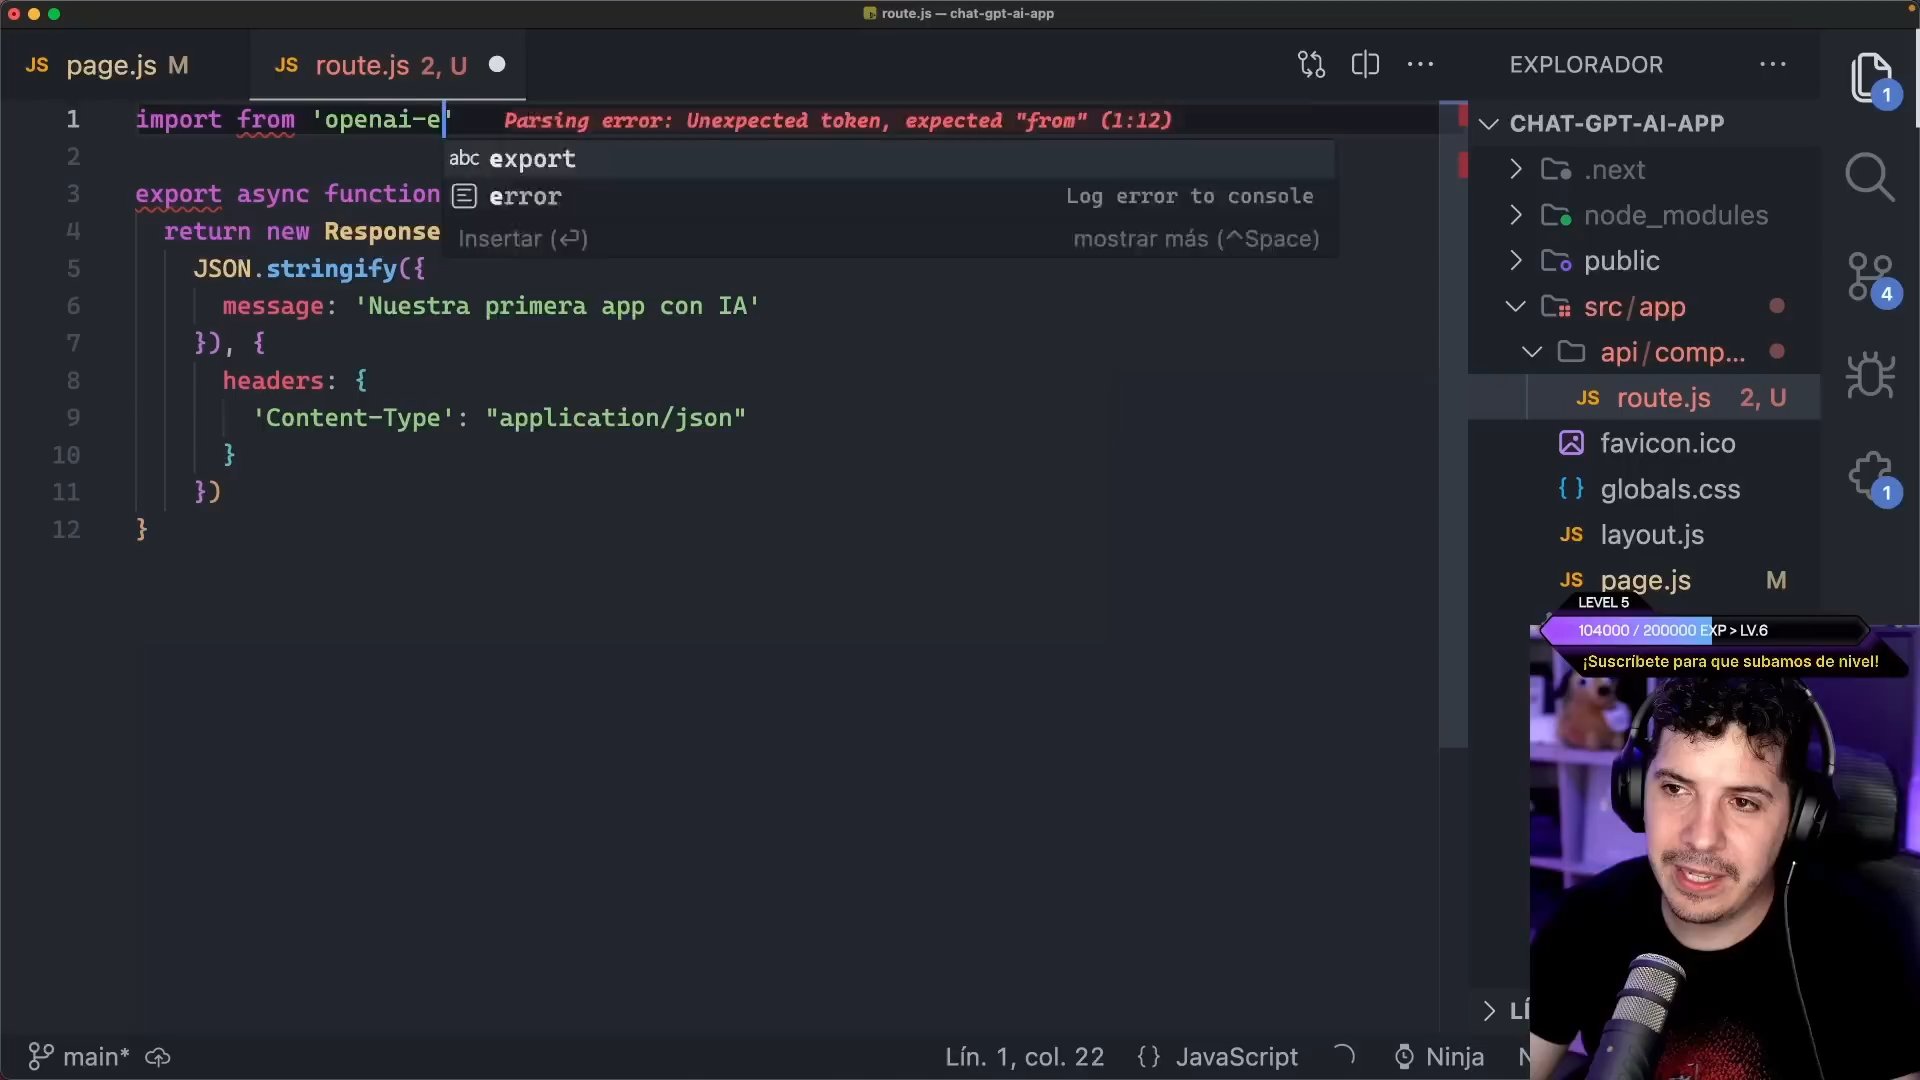 route.js — chat-gpt-ai-app
JS page.js M
JS route.js 2, U
EXPLORADOR
1 import from 'openai-e' Parsing error: Unexpected token, expected "from" (1:12)
2
3 export async function
4 return new Response
5 JSON.stringify({
6 message: 'Nuestra primera app con IA'
7 }), {
8 headers: {
9 'Content-Type': "application/json"
10 }
11 })
12 }
abc export
error Log error to console
Insertar (⏎) mostrar más (^Space)
CHAT-GPT-AI-APP
.next
node_modules
public
src/app
api/comp...
JS route.js 2, U
favicon.ico
{ } globals.css
JS layout.js
JS page.js M
1
4
1
LEVEL 5
104000 / 200000 EXP > LV.6
¡Suscríbete para que subamos de nivel!
LÍ
main*
Lín. 1, col. 22
{} JavaScript
Ninja
N